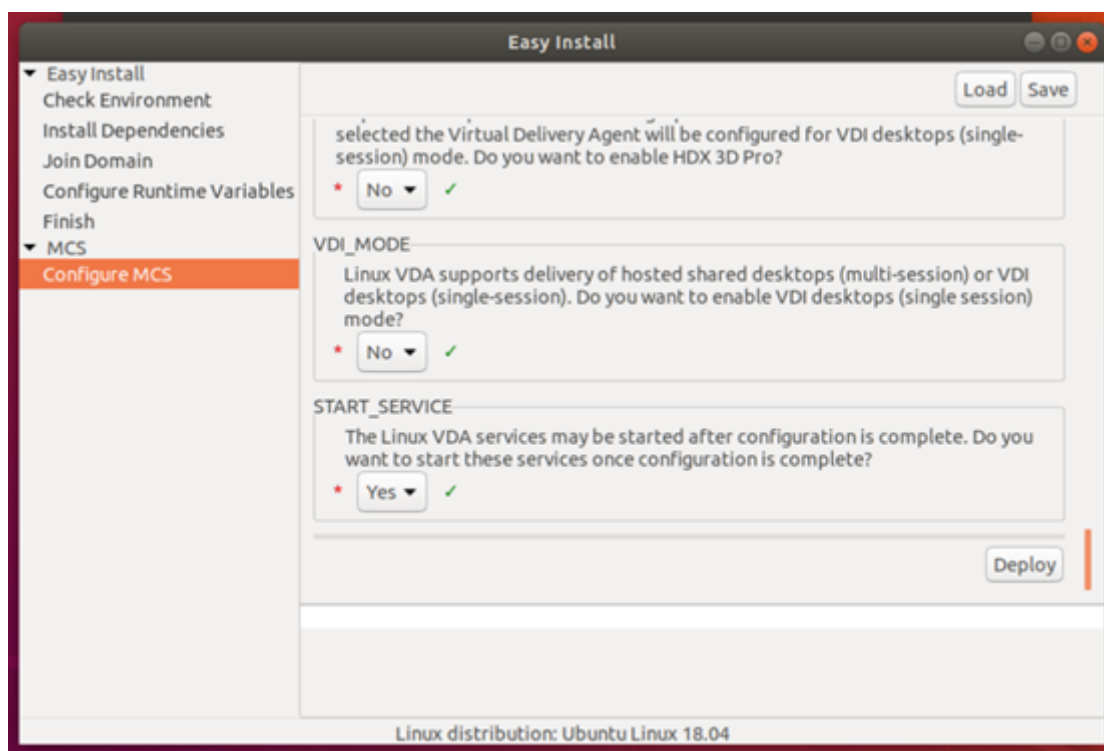 Easy Install
Easy Install
Check Environment
Install Dependencies
Join Domain
Configure Runtime Variables
Finish
MCS
Configure MCS
Load Save
selected the Virtual Delivery Agent will be configured for VDI desktops (single-
session) mode. Do you want to enable HDX 3D Pro?
* No ✓
VDI_MODE
Linux VDA supports delivery of hosted shared desktops (multi-session) or VDI
desktops (single-session). Do you want to enable VDI desktops (single session)
mode?
* No ✓
START_SERVICE
The Linux VDA services may be started after configuration is complete. Do you
want to start these services once configuration is complete?
* Yes ✓
Deploy
Linux distribution: Ubuntu Linux 18.04